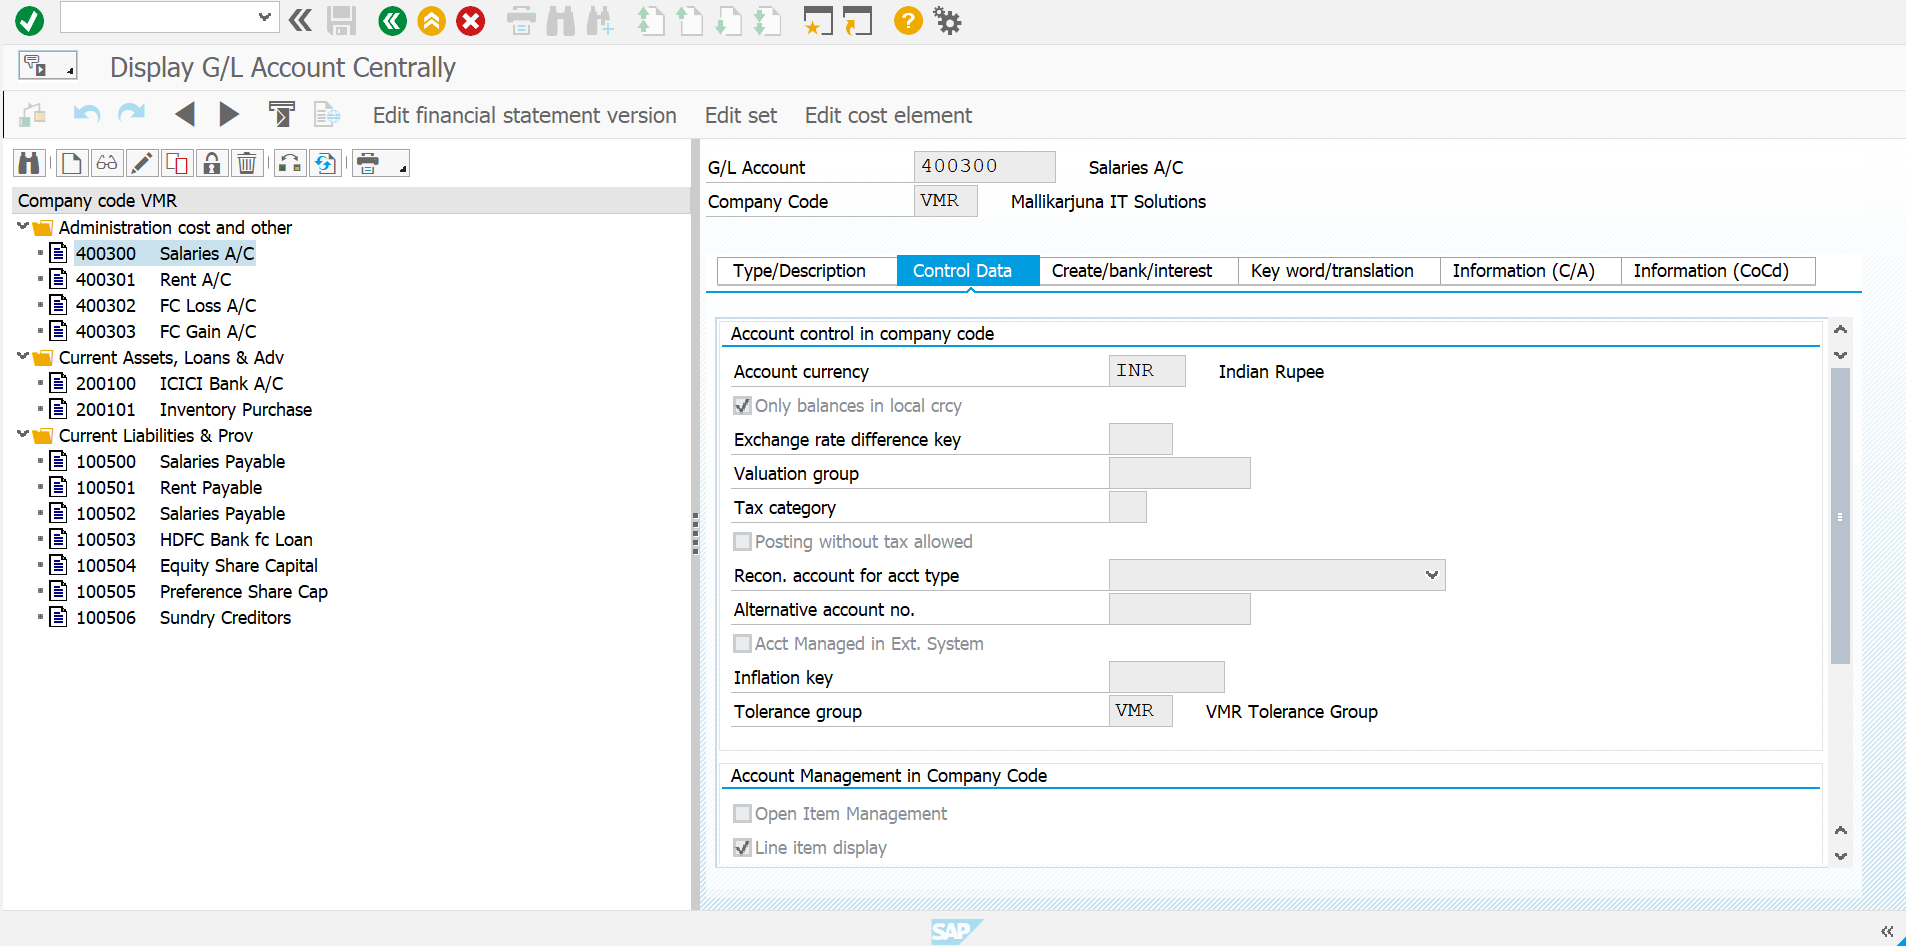 Display G/L Account Centrally
Edit financial statement version Edit set Edit cost element
Company code VMR
Administration cost and other
400300 Salaries A/C
400301 Rent A/C
400302 FC Loss A/C
400303 FC Gain A/C
Current Assets, Loans & Adv
200100 ICICI Bank A/C
200101 Inventory Purchase
Current Liabilities & Prov
100500 Salaries Payable
100501 Rent Payable
100502 Salaries Payable
100503 HDFC Bank fc Loan
100504 Equity Share Capital
100505 Preference Share Cap
100506 Sundry Creditors
G/L Account 400300 Salaries A/C
Company Code VMR Mallikarjuna IT Solutions
Type/Description Control Data Create/bank/interest Key word/translation Information (C/A) Information (CoCd)
Account control in company code
Account currency INR Indian Rupee
Only balances in local crcy
Exchange rate difference key
Valuation group
Tax category
Posting without tax allowed
Recon. account for acct type
Alternative account no.
Acct Managed in Ext. System
Inflation key
Tolerance group VMR VMR Tolerance Group
Account Management in Company Code
Open Item Management
Line item display
SAP